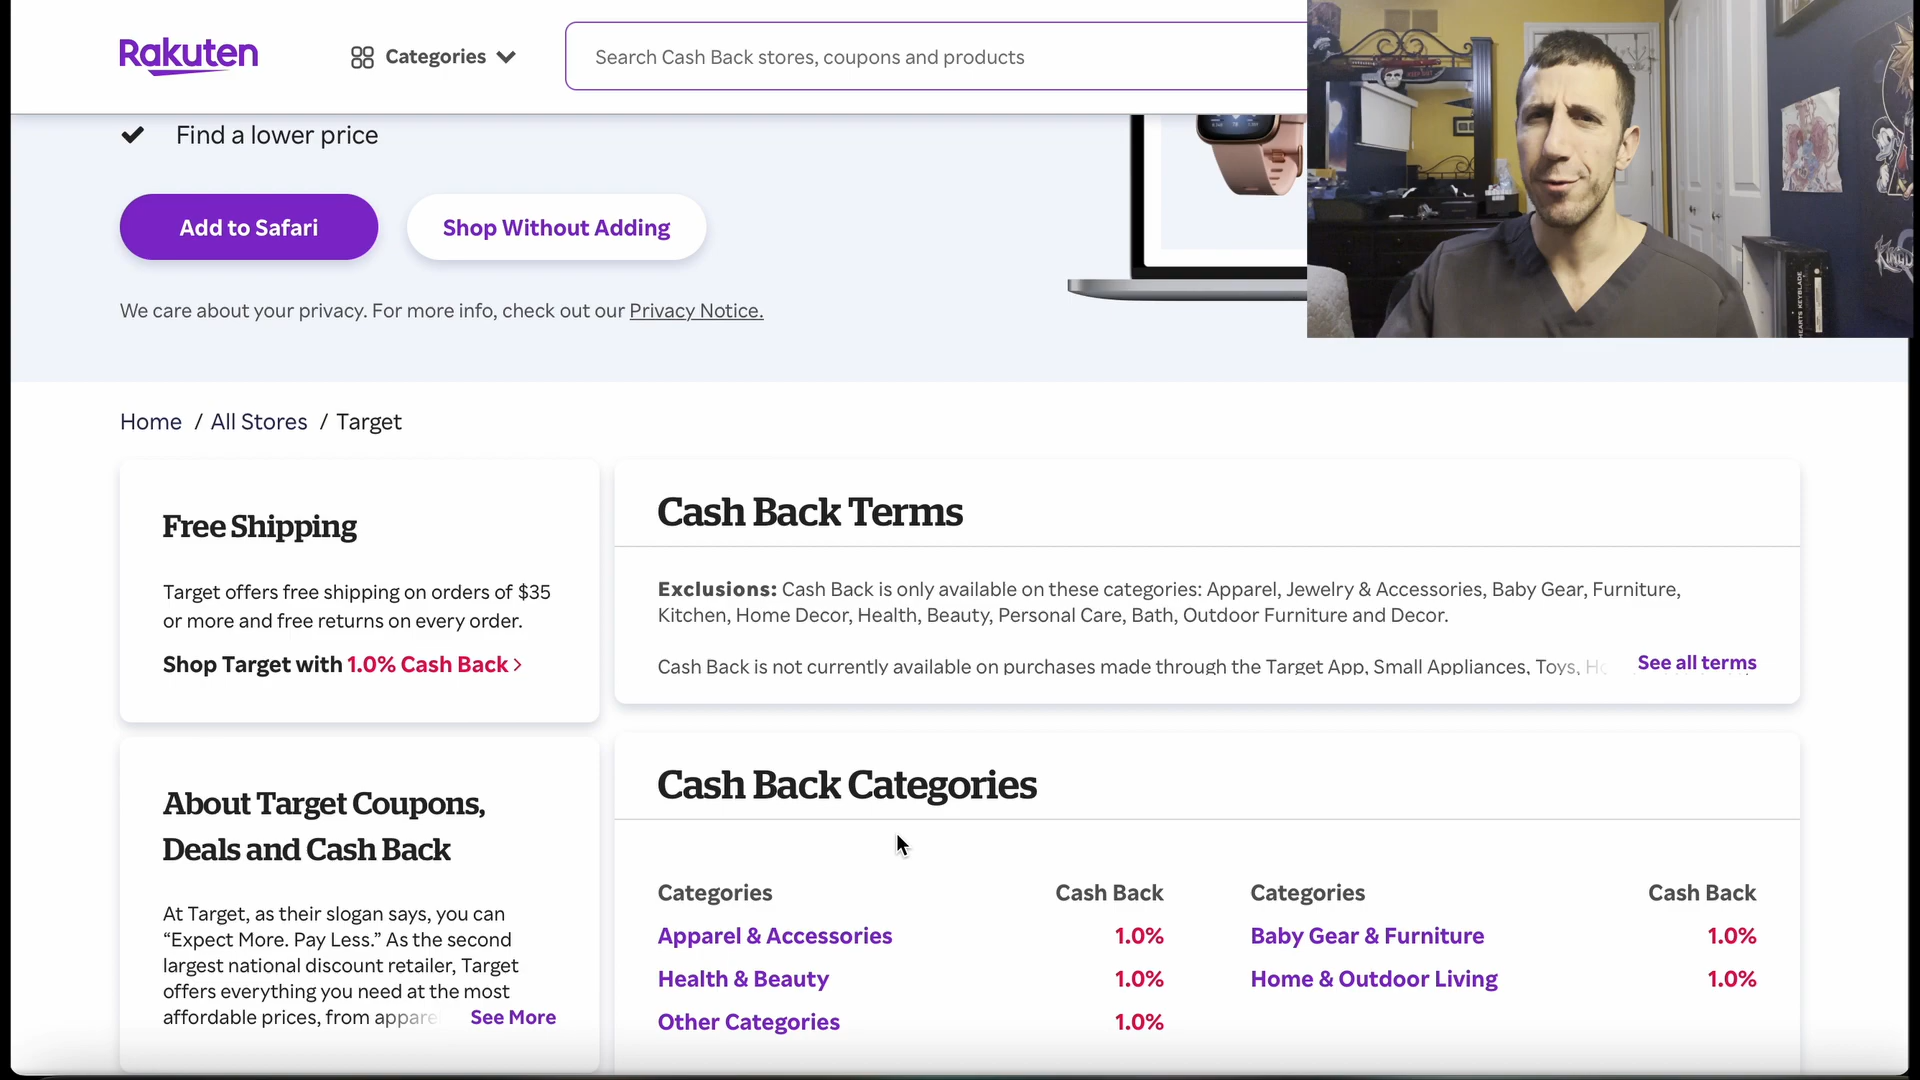 Rakuten
Categories
Search Cash Back stores, coupons and products
Find a lower price
Add to Safari
Shop Without Adding
We care about your privacy. For more info, check out our Privacy Notice.
Home / All Stores / Target
Free Shipping
Target offers free shipping on orders of $35
or more and free returns on every order.
Shop Target with 1.0% Cash Back >
Cash Back Terms
Exclusions: Cash Back is only available on these categories: Apparel, Jewelry & Accessories, Baby Gear, Furniture,
Kitchen, Home Decor, Health, Beauty, Personal Care, Bath, Outdoor Furniture and Decor.
Cash Back is not currently available on purchases made through the Target App, Small Appliances, Toys,
See all terms
About Target Coupons,
Deals and Cash Back
At Target, as their slogan says, you can
“Expect More. Pay Less.” As the second
largest national discount retailer, Target
offers everything you need at the most
affordable prices, from
See More
Cash Back Categories
Categories Cash Back Categories Cash Back
Apparel & Accessories 1.0% Baby Gear & Furniture 1.0%
Health & Beauty 1.0% Home & Outdoor Living 1.0%
Other Categories 1.0%